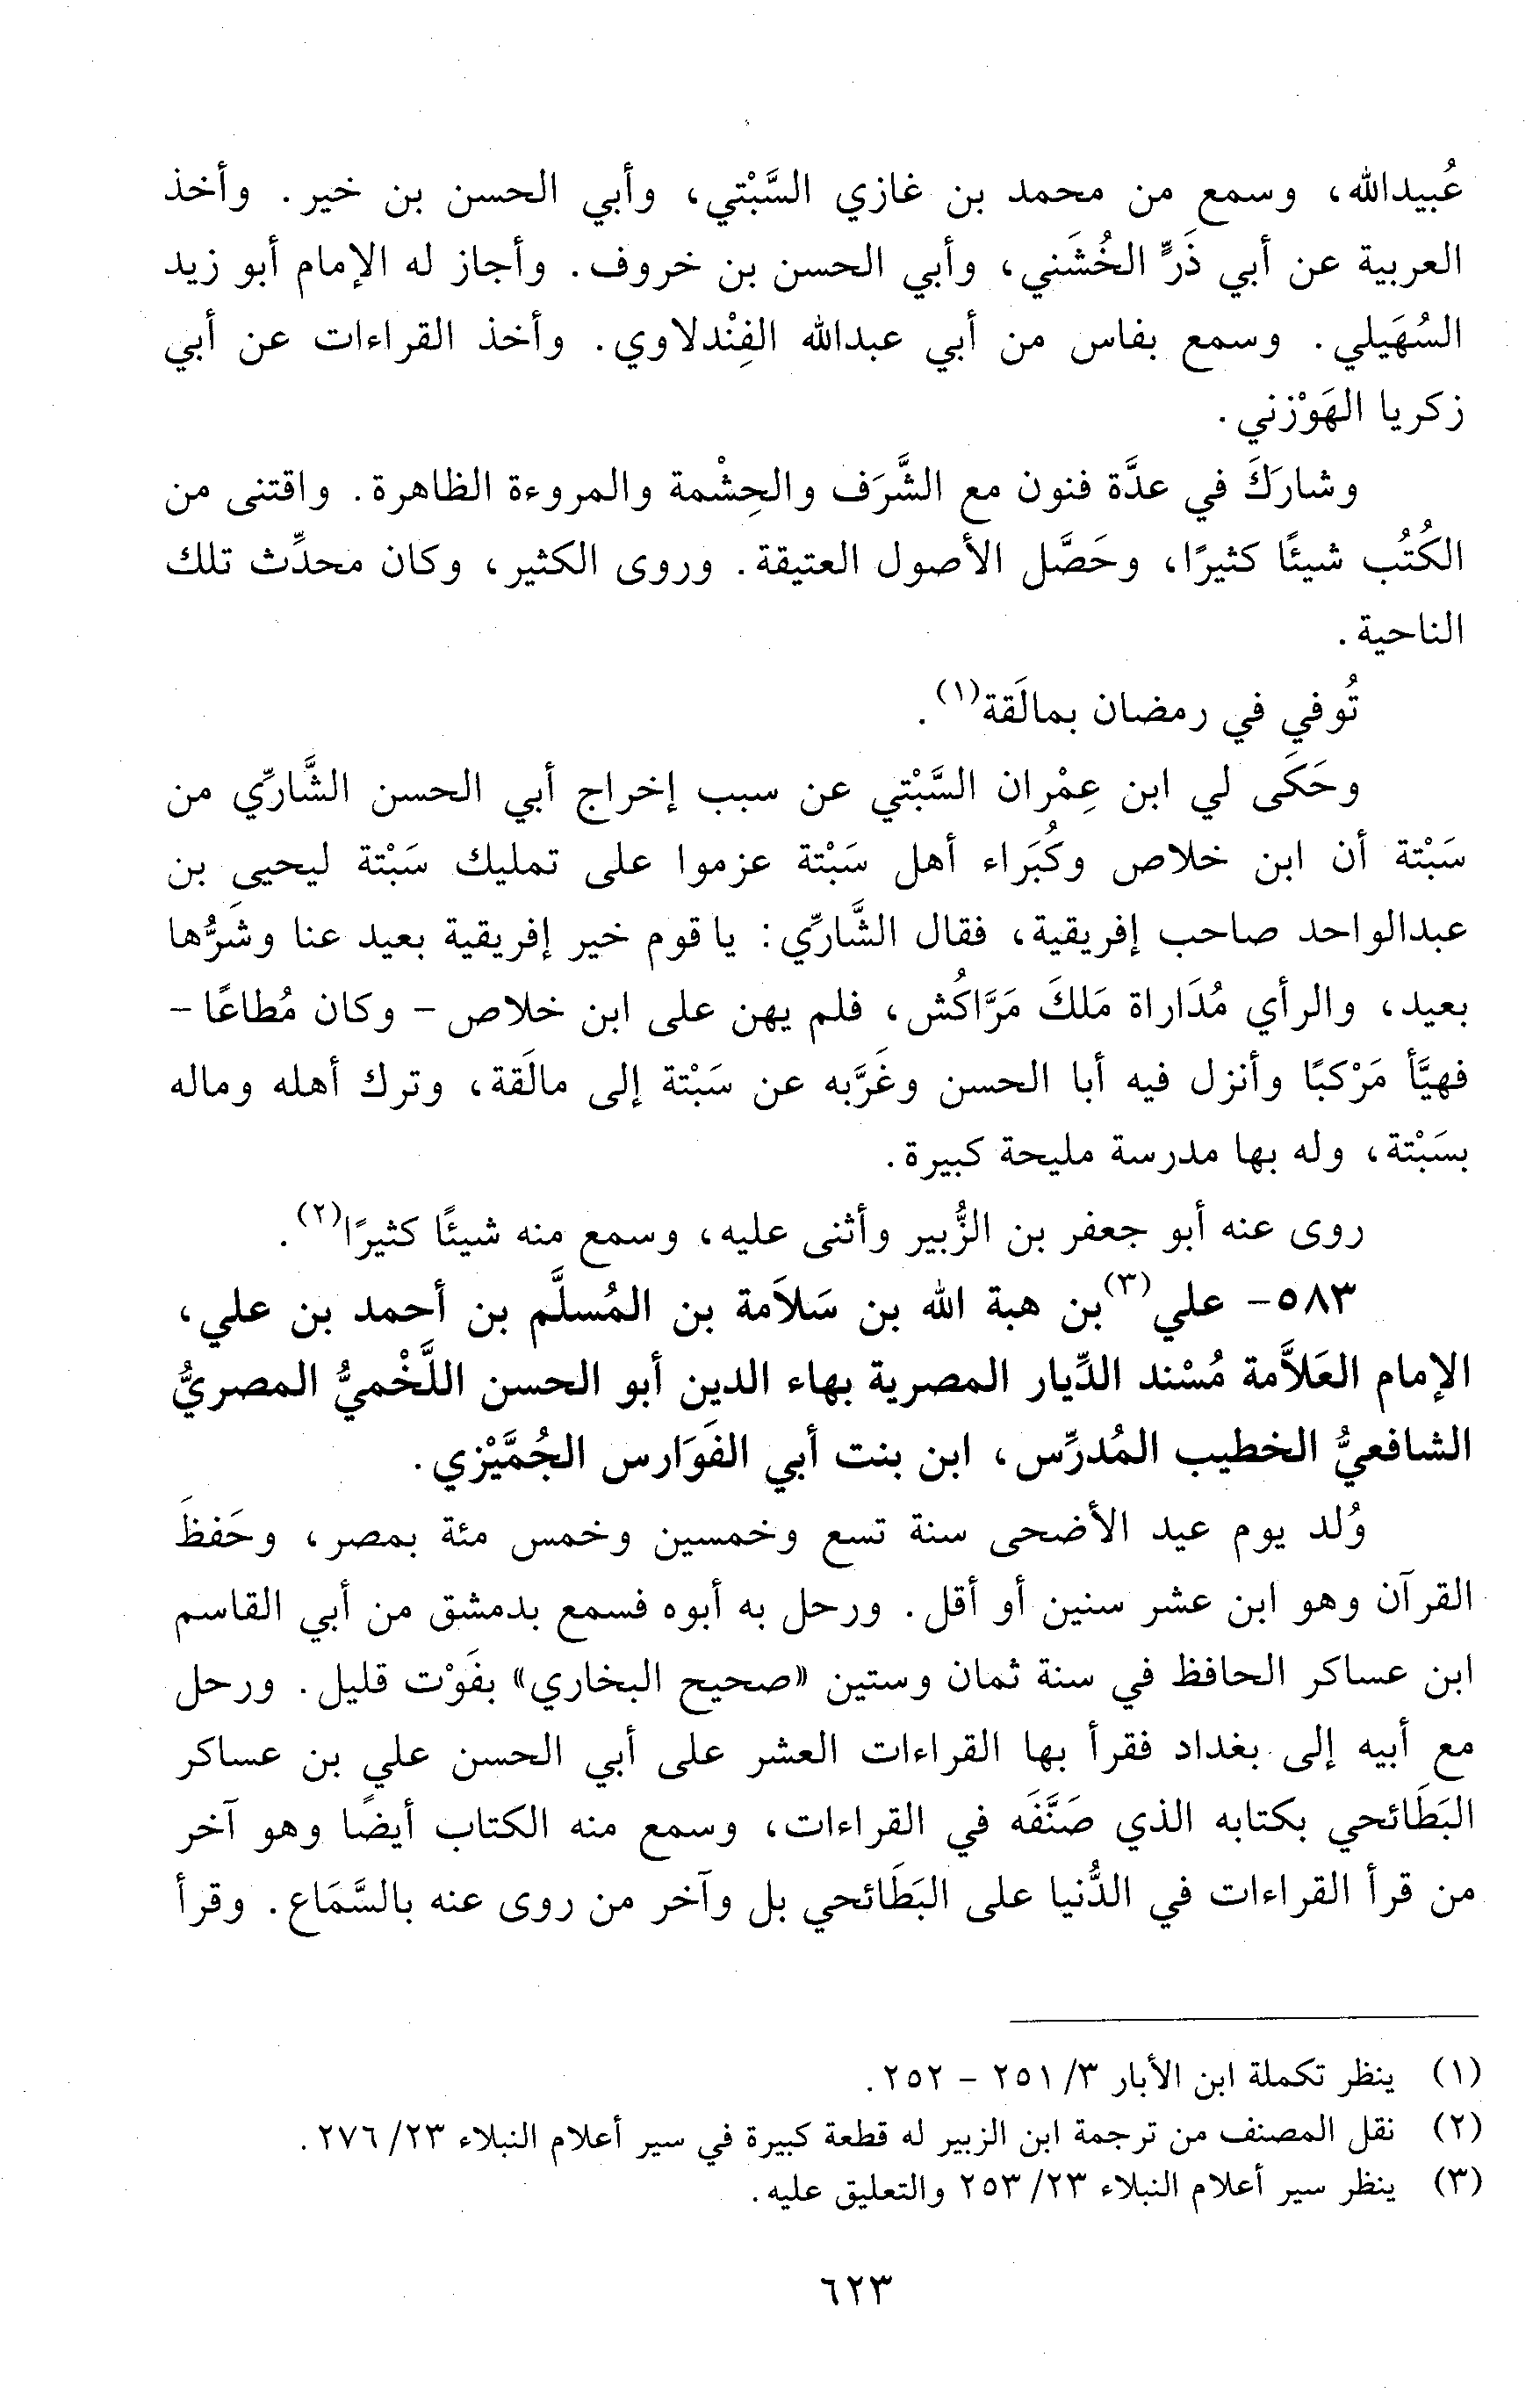 عُبيدالله، وسمع من محمد بن غازي السَّبْتي، وأبي الحسن بن خير. وأخذ
العربية عن أبي ذَرٍّ الخُشَني، وأبي الحسن بن خروف. وأجاز له الإمام أبو زيد
السُهَيلي. وسمع بفاس من أبي عبدالله الفِنْدلاوي. وأخذ القراءات عن أبي
زكريا الهَوْزني.
وشارَكَ في عدَّة فنون مع الشَّرَف والحِشْمة والمروءة الظاهرة. واقتنى من
الكُتُب شيئًا كثيرًا، وحَصَّل الأصول العتيقة. وروى الكثير، وكان محدِّث تلك
الناحية.
تُوفي في رمضان بمالَقة(١).
وحَكَى لي ابن عِمْران السَّبْتي عن سبب إخراج أبي الحسن الشَّارِّي من
سَبْتة أن ابن خلاص وكُبَراء أهل سَبْتة عزموا على تمليك سَبْتة ليحيى بن
عبدالواحد صاحب إفريقية، فقال الشَّارِّي: يا قوم خير إفريقية بعيد عنا وشَرُّها
بعيد، والرأي مُدَاراة مَلكَ مَرَّاكُش، فلم يهن على ابن خلاص - وكان مُطاعًا -
فهيَّأ مَرْكبًا وأنزل فيه أبا الحسن وغَرَّبه عن سَبْتة إلى مالَقة، وترك أهله وماله
بسَبْتة، وله بها مدرسة مليحة كبيرة.
روى عنه أبو جعفر بن الزُّبير وأثنى عليه، وسمع منه شيئًا كثيرًا(٢).
٥٨٣- علي(٣) بن هبة الله بن سَلاَمة بن المُسلَّم بن أحمد بن علي،
الإمام العَلاَّمة مُسْند الدِّيار المصرية بهاء الدين أبو الحسن اللَّخْميُّ المصريُّ
الشافعيُّ الخطيب المُدرِّس، ابن بنت أبي الفَوَارس الجُمَّيْزي.
وُلد يوم عيد الأضحى سنة تسع وخمسين وخمس مئة بمصر، وحَفظَ
القرآن وهو ابن عشر سنين أو أقل. ورحل به أبوه فسمع بدمشق من أبي القاسم
ابن عساكر الحافظ في سنة ثمان وستين «صحيح البخاري» بفَوْت قليل. ورحل
مع أبيه إلى بغداد فقرأ بها القراءات العشر على أبي الحسن علي بن عساكر
البَطَائحي بكتابه الذي صَنَّفَه في القراءات، وسمع منه الكتاب أيضًا وهو آخر
من قرأ القراءات في الدُّنيا على البَطَائحي بل وآخر من روى عنه بالسَّمَاع. وقرأ
(١) ينظر تكملة ابن الأبار ٣/ ٢٥١ - ٢٥٢.
(٢) نقل المصنف من ترجمة ابن الزبير له قطعة كبيرة في سير أعلام النبلاء ٢٣/ ٢٧٦.
(٣) ينظر سير أعلام النبلاء ٢٣/ ٢٥٣ والتعليق عليه.
٦٢٣